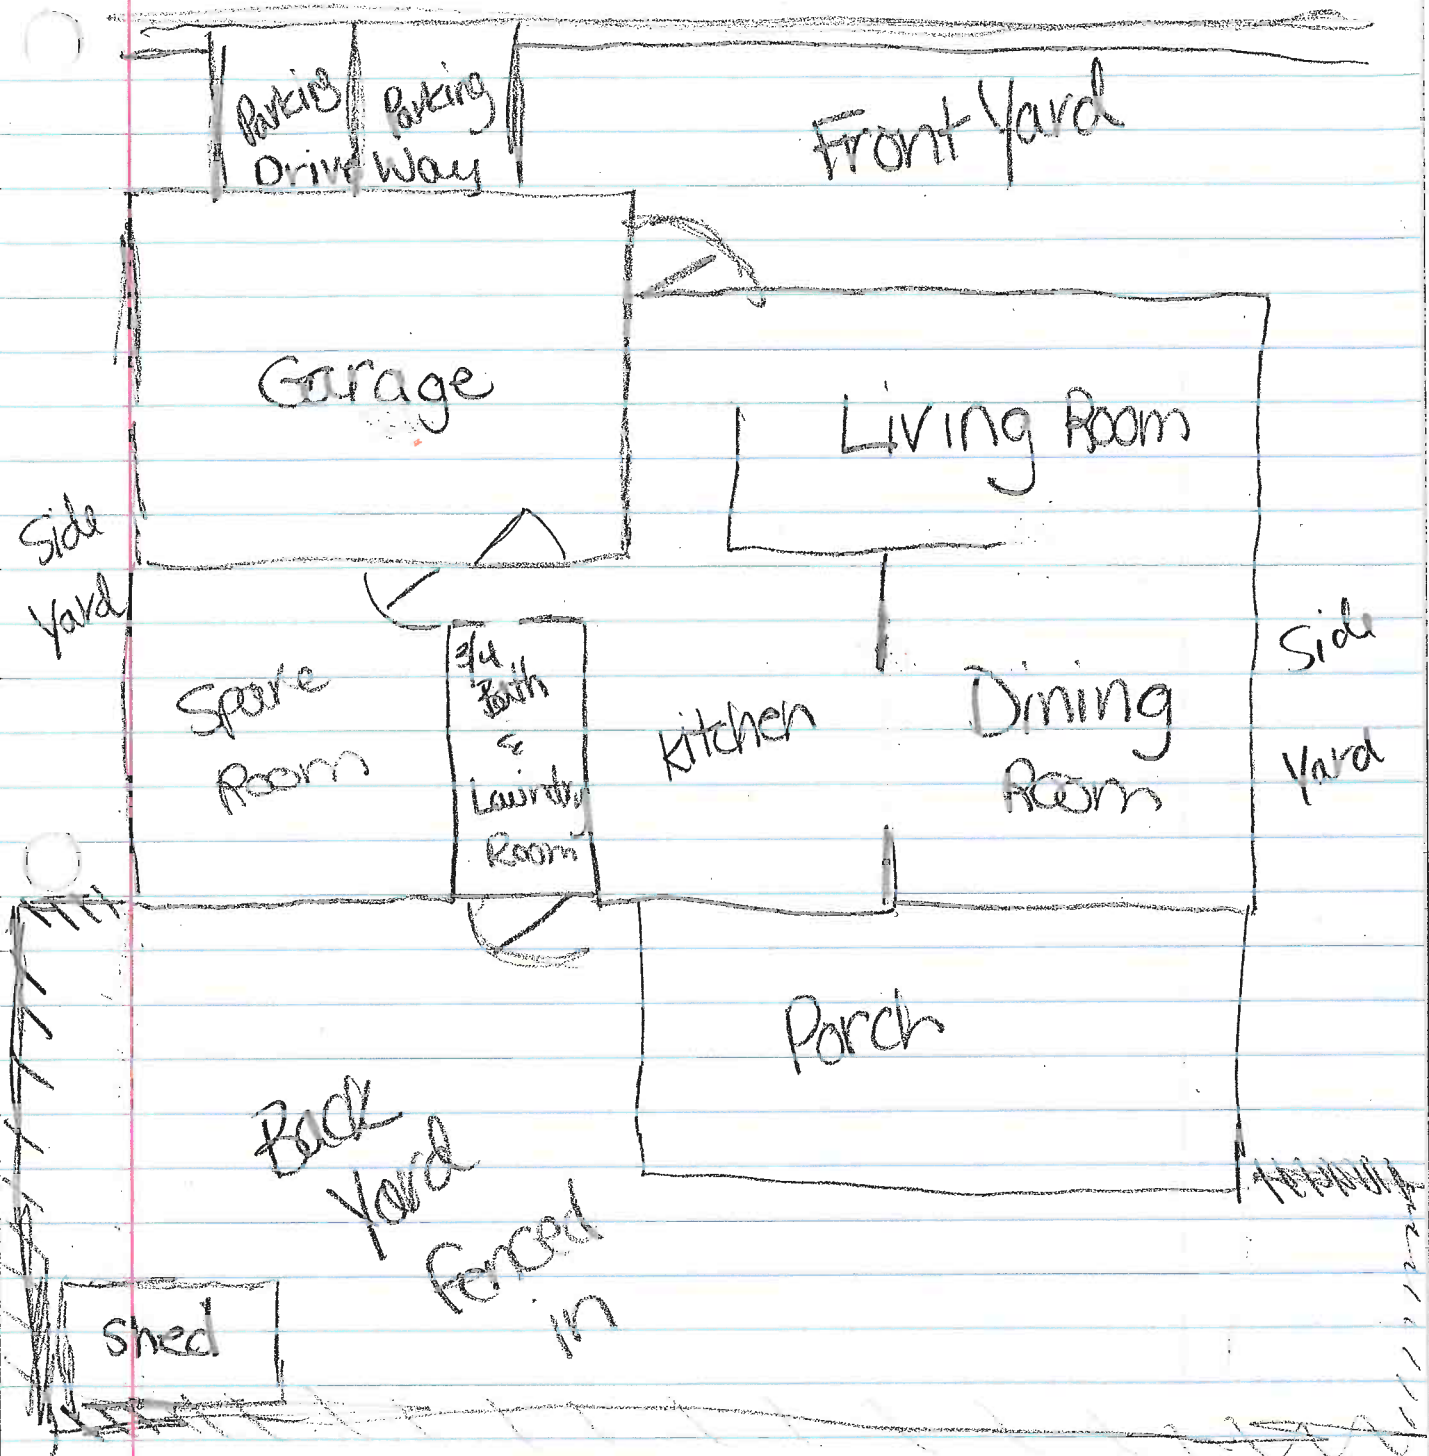 Parking Parking
Drive Way
Front Yard
Garage
Living Room
Side
Yard
Spare
Room
3/4
Bath
&
Laundry
Room
Kitchen
Dining
Room
Side
Yard
Porch
Back
Yard
Fenced
in
Shed